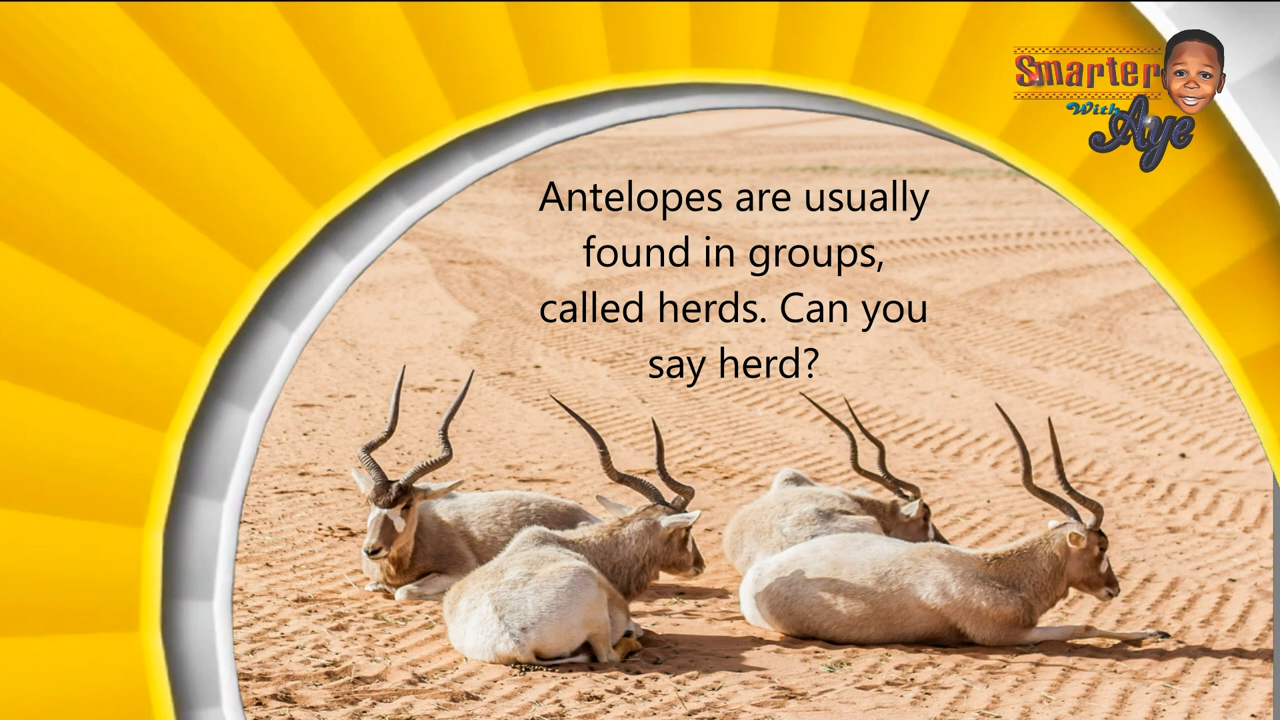 Smarter
With
Aye
Antelopes are usually
found in groups,
called herds. Can you
say herd?